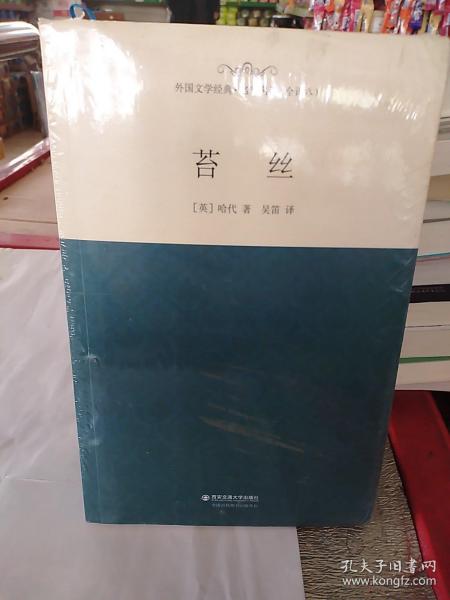 外国文学经典
苔 丝
[英] 哈代 著 吴笛 译
西安交通大学出版社
孔夫子旧书网
www.kongfz.com